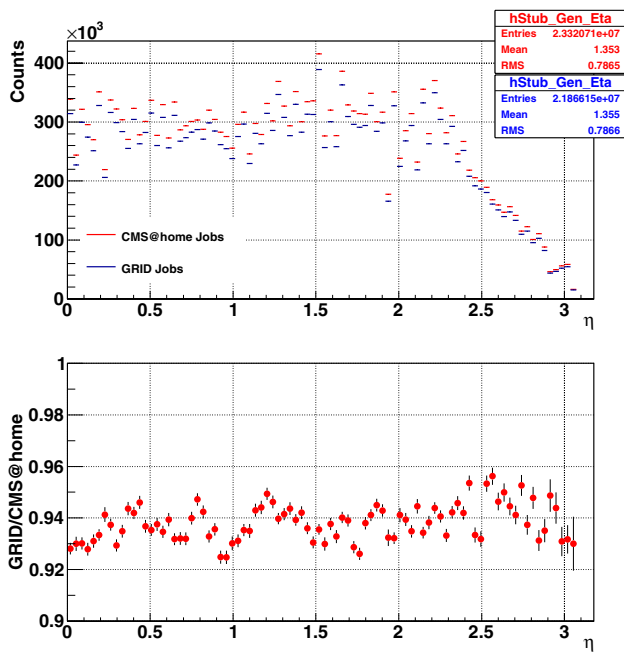 hStub_Gen_Eta
Entries 2.332071e+07
Mean 1.353
RMS 0.7865
hStub_Gen_Eta
Entries 2.186615e+07
Mean 1.355
RMS 0.7866
×10³
Counts
400
300
200
100
0
CMS@home Jobs
GRID Jobs
0 0.5 1 1.5 2 2.5 3
η
GRID/CMS@home
1
0.98
0.96
0.94
0.92
0.9
0 0.5 1 1.5 2 2.5 3
η